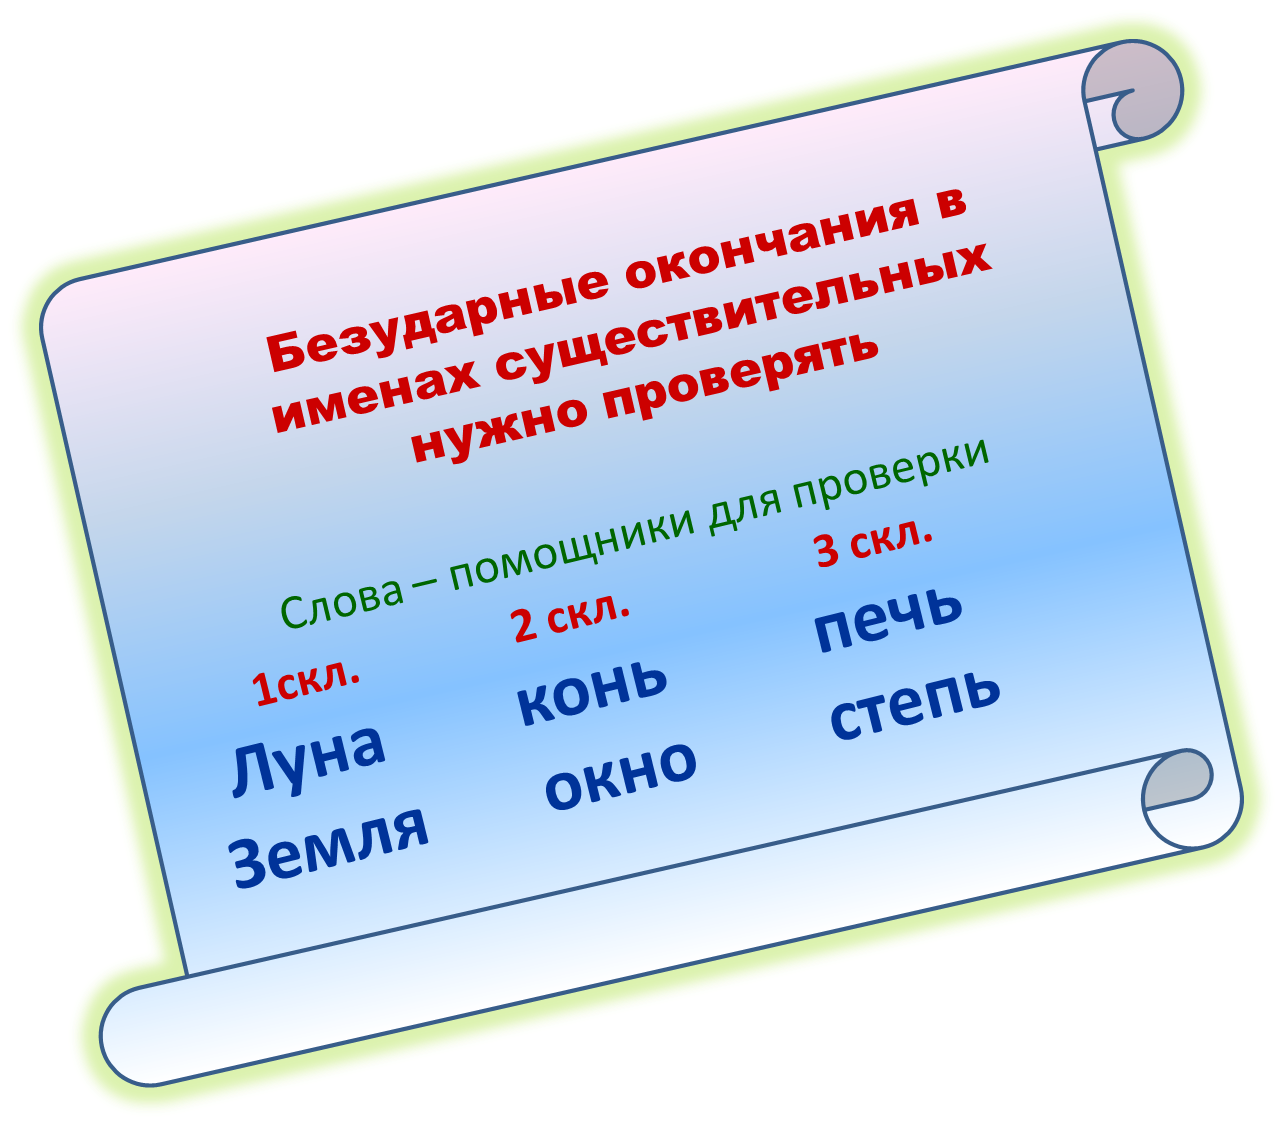 Безударные окончания в
именах существительных
нужно проверять
Слова – помощники для проверки
1скл. 2 скл. 3 скл.
Луна конь печь
Земля окно степь